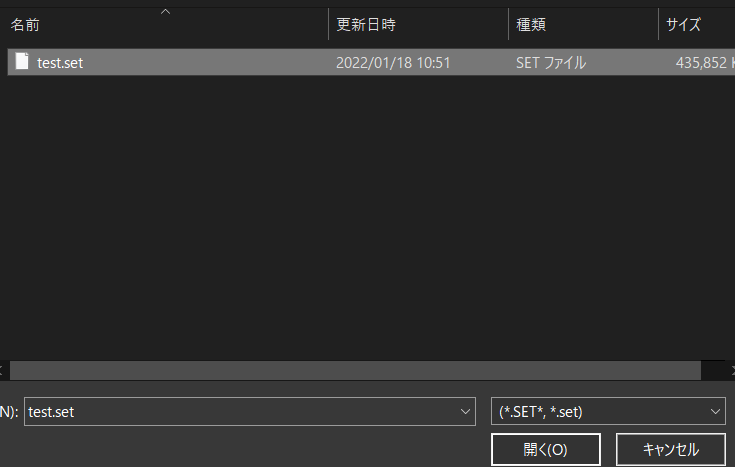 名前 更新日時 種類 サイズ
test.set 2022/01/18 10:51 SET ファイル 435,852
N): test.set (*.SET*, *.set)
開く(O) キャンセル